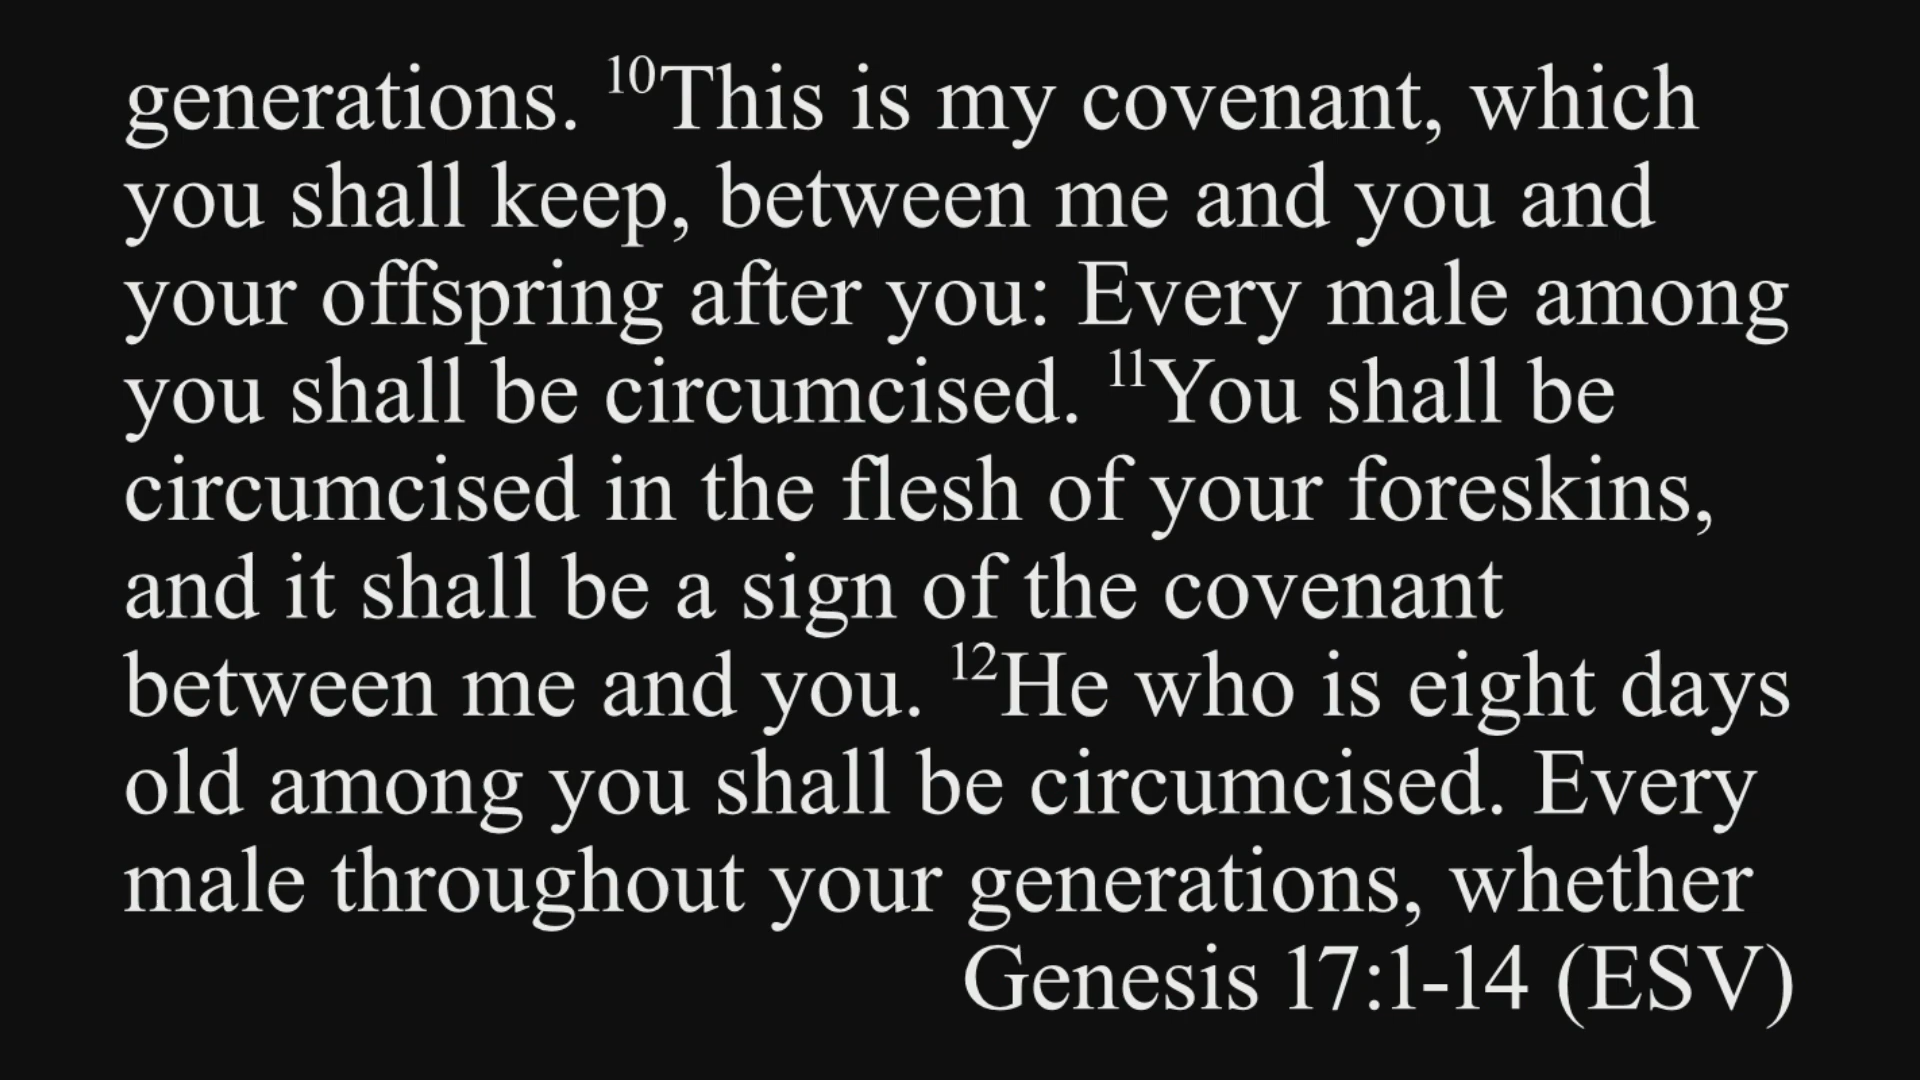 generations. ¹⁰This is my covenant, which
you shall keep, between me and you and
your offspring after you: Every male among
you shall be circumcised. ¹¹You shall be
circumcised in the flesh of your foreskins,
and it shall be a sign of the covenant
between me and you. ¹²He who is eight days
old among you shall be circumcised. Every
male throughout your generations, whether
Genesis 17:1-14 (ESV)